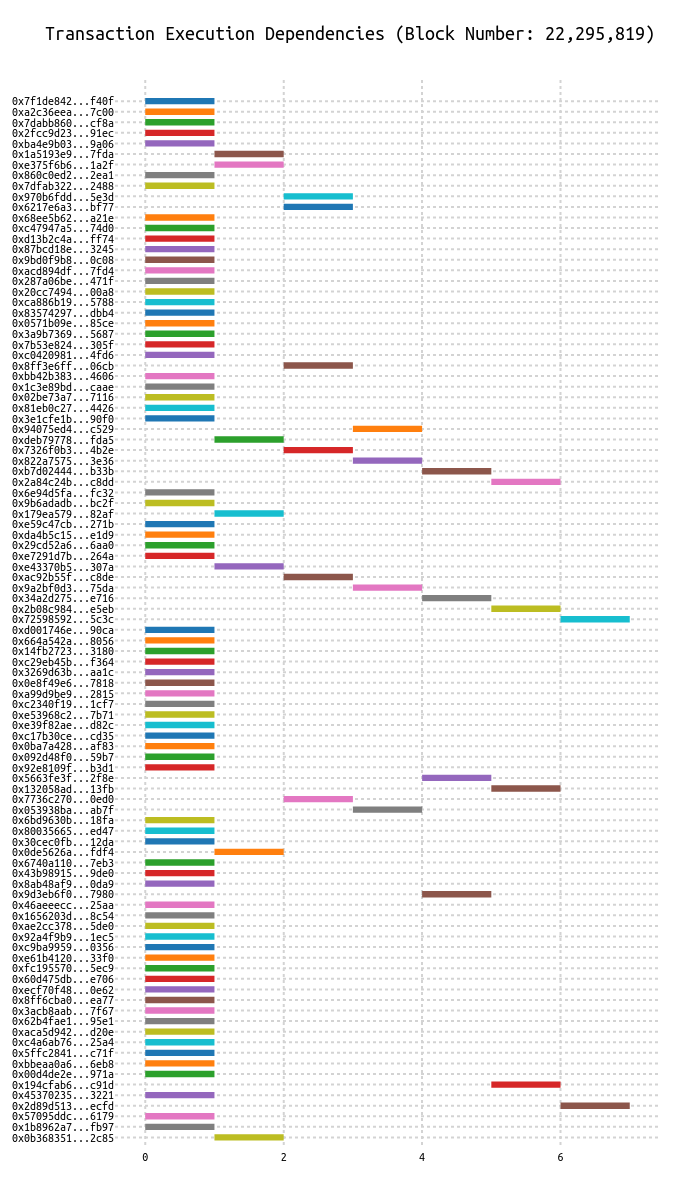 Transaction Execution Dependencies (Block Number: 22,295,819)
0x7f1de842...f40f
0xa2c36eea...7c00
0x7dabb860...cf8a
0x2fcc9d23...91ec
0xba4e9b03...9a06
0x1a5193e9...7fda
0xe375f6b6...1a2f
0x860c0ed2...2ea1
0x7dfab322...2488
0x970b6fdd...5e3d
0x6217e6a3...bf77
0x68ee5b62...a21e
0xc47947a5...74d0
0xd13b2c4a...ff74
0x87bcd18e...3245
0x9bd0f9b8...0c08
0xacd894df...7fd4
0x287a06be...471f
0x20cc7494...00a8
0xca886b19...5788
0x83574297...dbb4
0x0571b09e...85ce
0x3a9b7369...5687
0x7b53e824...305f
0xc0420981...4fd6
0x8ff3e6ff...06cb
0xbb42b383...4606
0x1c3e89bd...caae
0x02be73a7...7116
0x81eb0c27...4426
0x3e1cfe1b...90f0
0x94075ed4...c529
0xdeb79778...fda5
0x7326f0b3...4b2e
0x822a7575...3e36
0xb7d02444...b33b
0x2a84c24b...c8dd
0x6e94d5fa...fc32
0x9b6adadb...bc2f
0x179ea579...82af
0xe59c47cb...271b
0xda4b5c15...e1d9
0x29cd52a6...6aa0
0xe7291d7b...264a
0xe43370b5...307a
0xac92b55f...c8de
0x9a2bf0d3...75da
0x34a2d275...e716
0x2b08c984...e5eb
0x72598592...5c3c
0xd001746e...90ca
0x664a542a...8056
0x14fb2723...3180
0xc29eb45b...f364
0x3269d63b...aa1c
0x0e8f49e6...7818
0xa99d9be9...2815
0xc2340f19...1cf7
0xe53968c2...7b71
0xe39f82ae...d82c
0xc17b30ce...cd35
0x0ba7a428...af83
0x092d48f0...59b7
0x92e8109f...b3d1
0x5663fe3f...2f8e
0x132058ad...13fb
0x7736c270...0ed0
0x053938ba...ab7f
0x6bd9630b...18fa
0x80035665...ed47
0x30cec0fb...12da
0x0de5626a...fdf4
0x6740a110...7eb3
0x43b98915...9de0
0x8ab48af9...0da9
0x9d3eb6f0...7980
0x46aeeecc...25aa
0x1656203d...8c54
0xae2cc378...5de0
0x92a4f9b9...1ec5
0xc9ba9959...0356
0xe61b4120...33f0
0xfc195570...5ec9
0x60d475db...e706
0xecf70f48...0e62
0x8ff6cba0...ea77
0x3acb8aab...7f67
0x62b4fae1...95e1
0xaca5d942...d20e
0xc4a6ab76...25a4
0x5ffc2841...c71f
0xbbeaa0a6...6eb8
0x00d4de2e...971a
0x194cfab6...c91d
0x45370235...3221
0x2d89d513...ecfd
0x57095ddc...6179
0x1b8962a7...fb97
0x0b368351...2c85
0 2 4 6